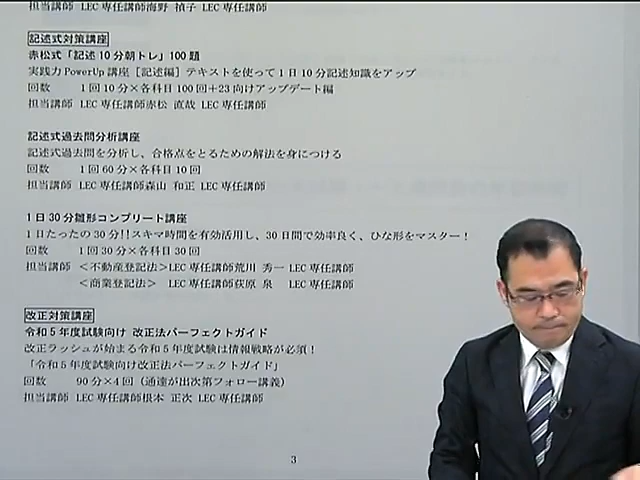 担当講師 LEC専任講師海野 禎子 LEC専任講師
記述式対策講座
赤松式「記述10分朝トレ」100題
実践力PowerUp講座［記述編］テキストを使って1日10分記述知識をアップ
回数 1回10分×各科目100回＋23向けアップデート編
担当講師 LEC専任講師赤松 直哉 LEC専任講師
記述式過去問分析講座
記述式過去問を分析し、合格点をとるための解法を身につける
回数 1回60分×各科目10回
担当講師 LEC専任講師森山 和正 LEC専任講師
1日30分雛形コンプリート講座
1日たったの30分!!スキマ時間を有効活用し、30日間で効率良く、ひな形をマスター！
回数 1回30分×各科目30回
担当講師 ＜不動産登記法＞LEC専任講師荒川 秀一 LEC専任講師
＜商業登記法＞ LEC専任講師荻原 泉 LEC専任講師
改正対策講座
令和5年度試験向け 改正法パーフェクトガイド
改正ラッシュが始まる令和5年度試験は情報戦略が必須！
「令和5年度試験向け改正法パーフェクトガイド」
回数 90分×4回（通達が出次第フォロー講義）
担当講師 LEC専任講師根本 正次 LEC専任講師
3